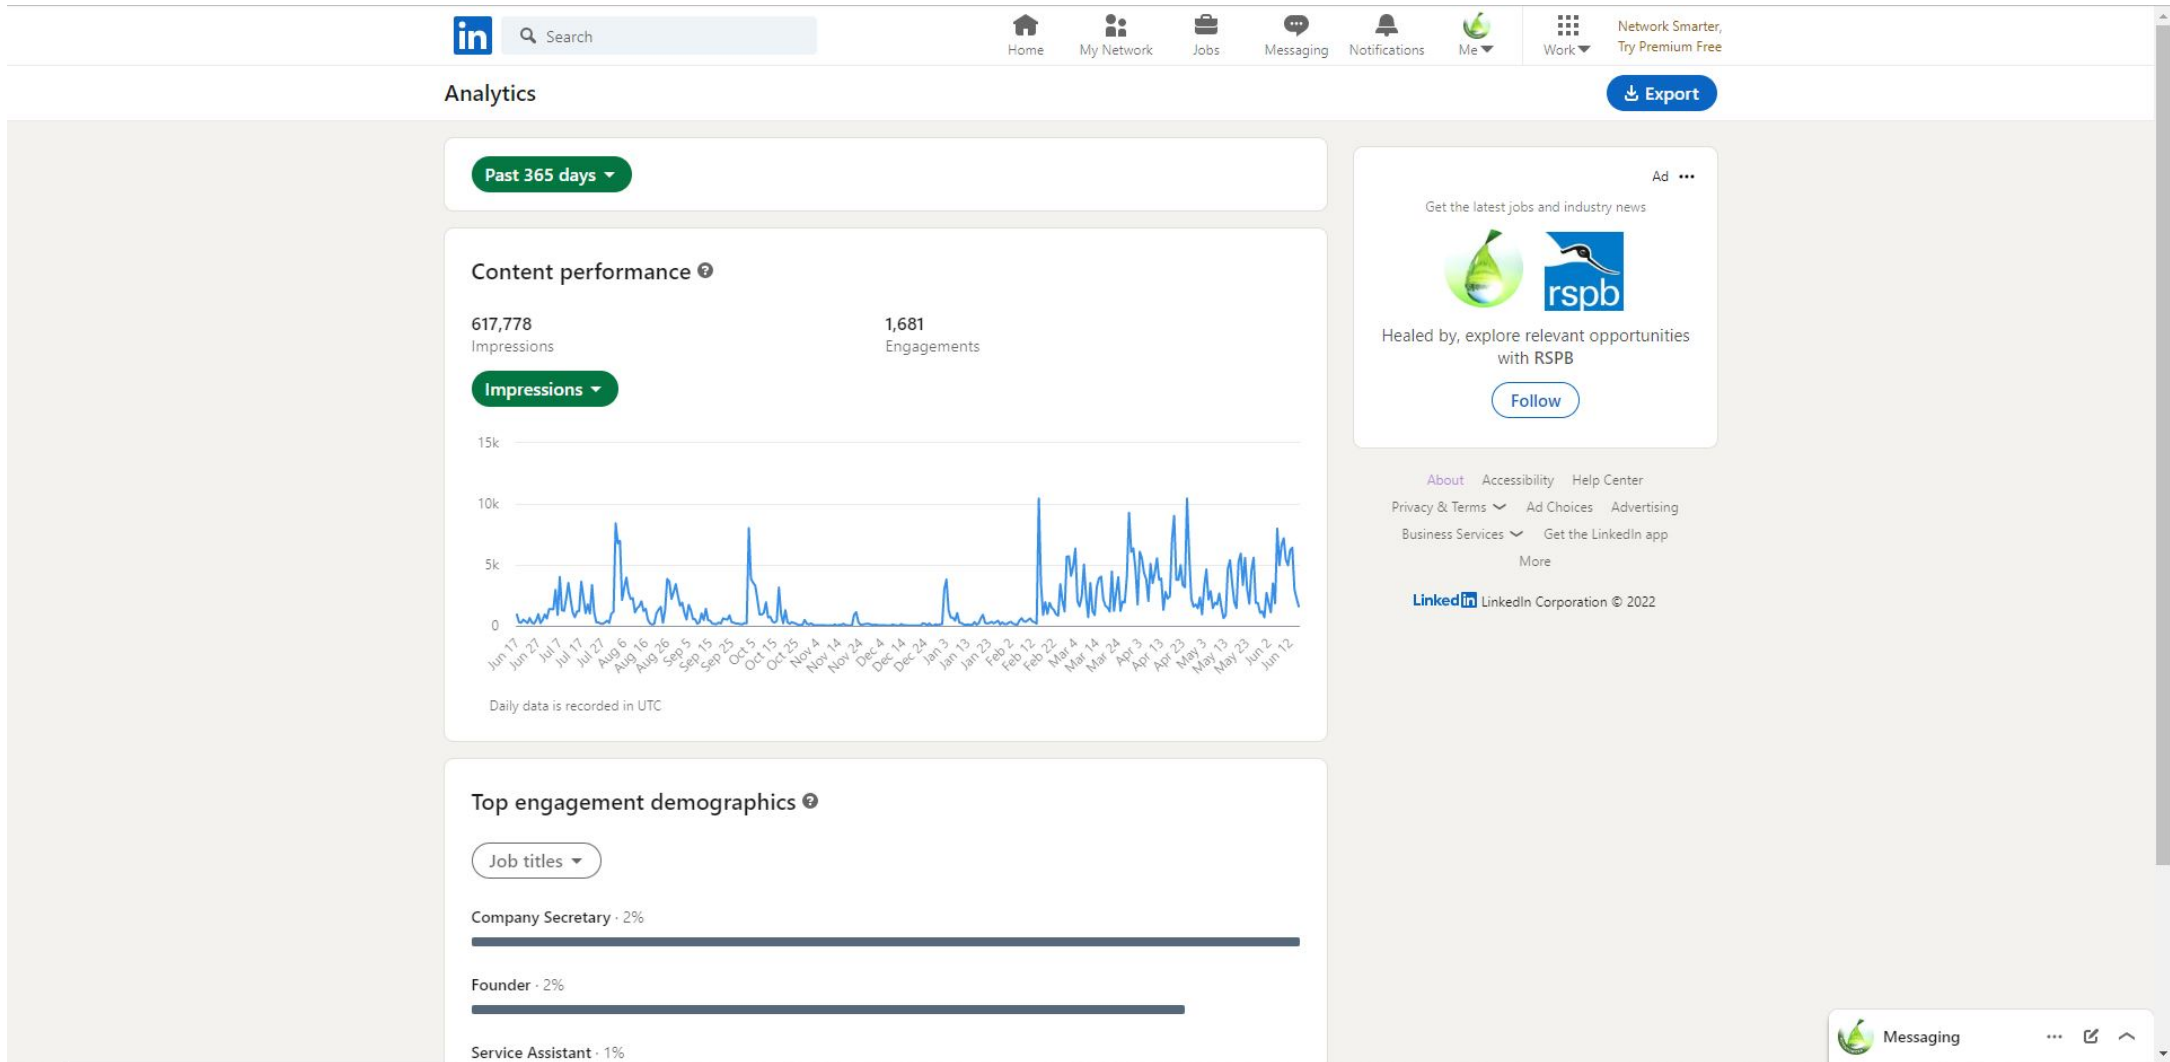 in
Search
Home
My Network
Jobs
Messaging
Notifications
Me
Work
Network Smarter,
Try Premium Free
Analytics
Export
Past 365 days
Content performance
617,778
Impressions
1,681
Engagements
Impressions
15k
10k
5k
0
Jun 17 Jun 27 Jul 7 Jul 17 Jul 27 Aug 6 Aug 16 Aug 26 Sep 5 Sep 15 Sep 25 Oct 5 Oct 15 Oct 25 Nov 4 Nov 14 Nov 24 Dec 4 Dec 14 Dec 24 Jan 3 Jan 13 Jan 23 Feb 2 Feb 12 Feb 22 Mar 4 Mar 14 Mar 24 Apr 3 Apr 13 Apr 23 May 3 May 13 May 23 Jun 2 Jun 12
Daily data is recorded in UTC
Top engagement demographics
Job titles
Company Secretary · 2%
Founder · 2%
Service Assistant · 1%
Ad
Get the latest jobs and industry news
rspb
Healed by, explore relevant opportunities
with RSPB
Follow
About Accessibility Help Center
Privacy & Terms Ad Choices Advertising
Business Services Get the LinkedIn app
More
LinkedIn LinkedIn Corporation © 2022
Messaging